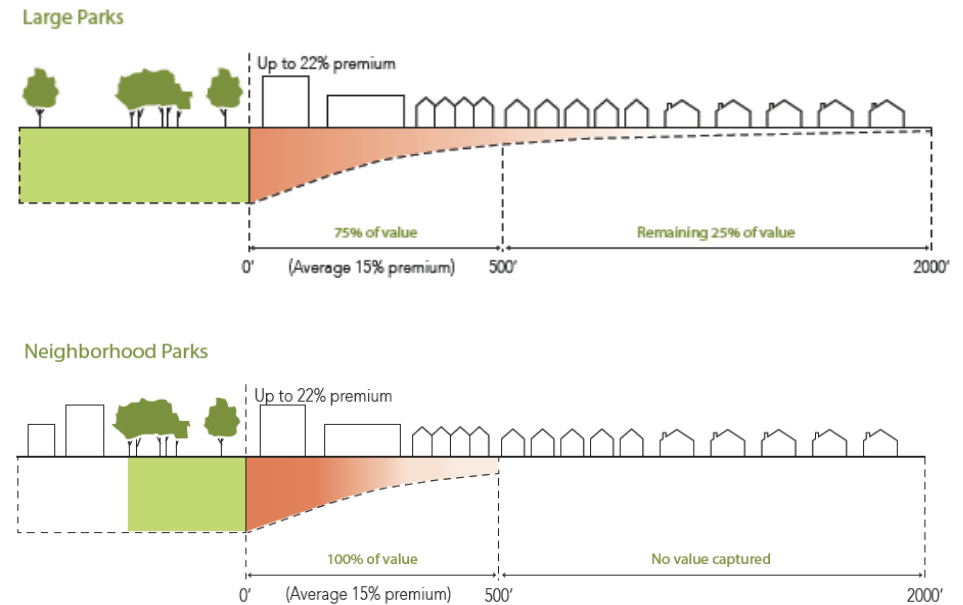 Large Parks
Up to 22% premium
75% of value
Remaining 25% of value
0'
(Average 15% premium)
500'
2000'
Neighborhood Parks
Up to 22% premium
100% of value
No value captured
0'
(Average 15% premium)
500'
2000'